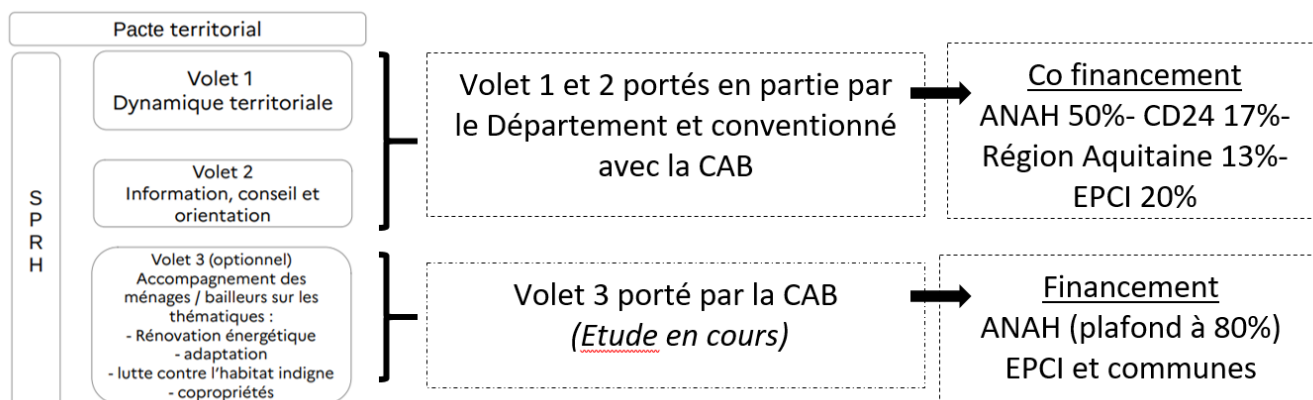 Pacte territorial
S
P
R
H
Volet 1
Dynamique territoriale
Volet 2
Information, conseil et
orientation
Volet 3 (optionnel)
Accompagnement des
ménages / bailleurs sur les
thématiques :
- Rénovation énergétique
- adaptation
- lutte contre l'habitat indigne
- copropriétés
Volet 1 et 2 portés en partie par
le Département et conventionné
avec la CAB
Co financement
ANAH 50%- CD24 17%-
Région Aquitaine 13%-
EPCI 20%
Volet 3 porté par la CAB
(Etude en cours)
Financement
ANAH (plafond à 80%)
EPCI et communes